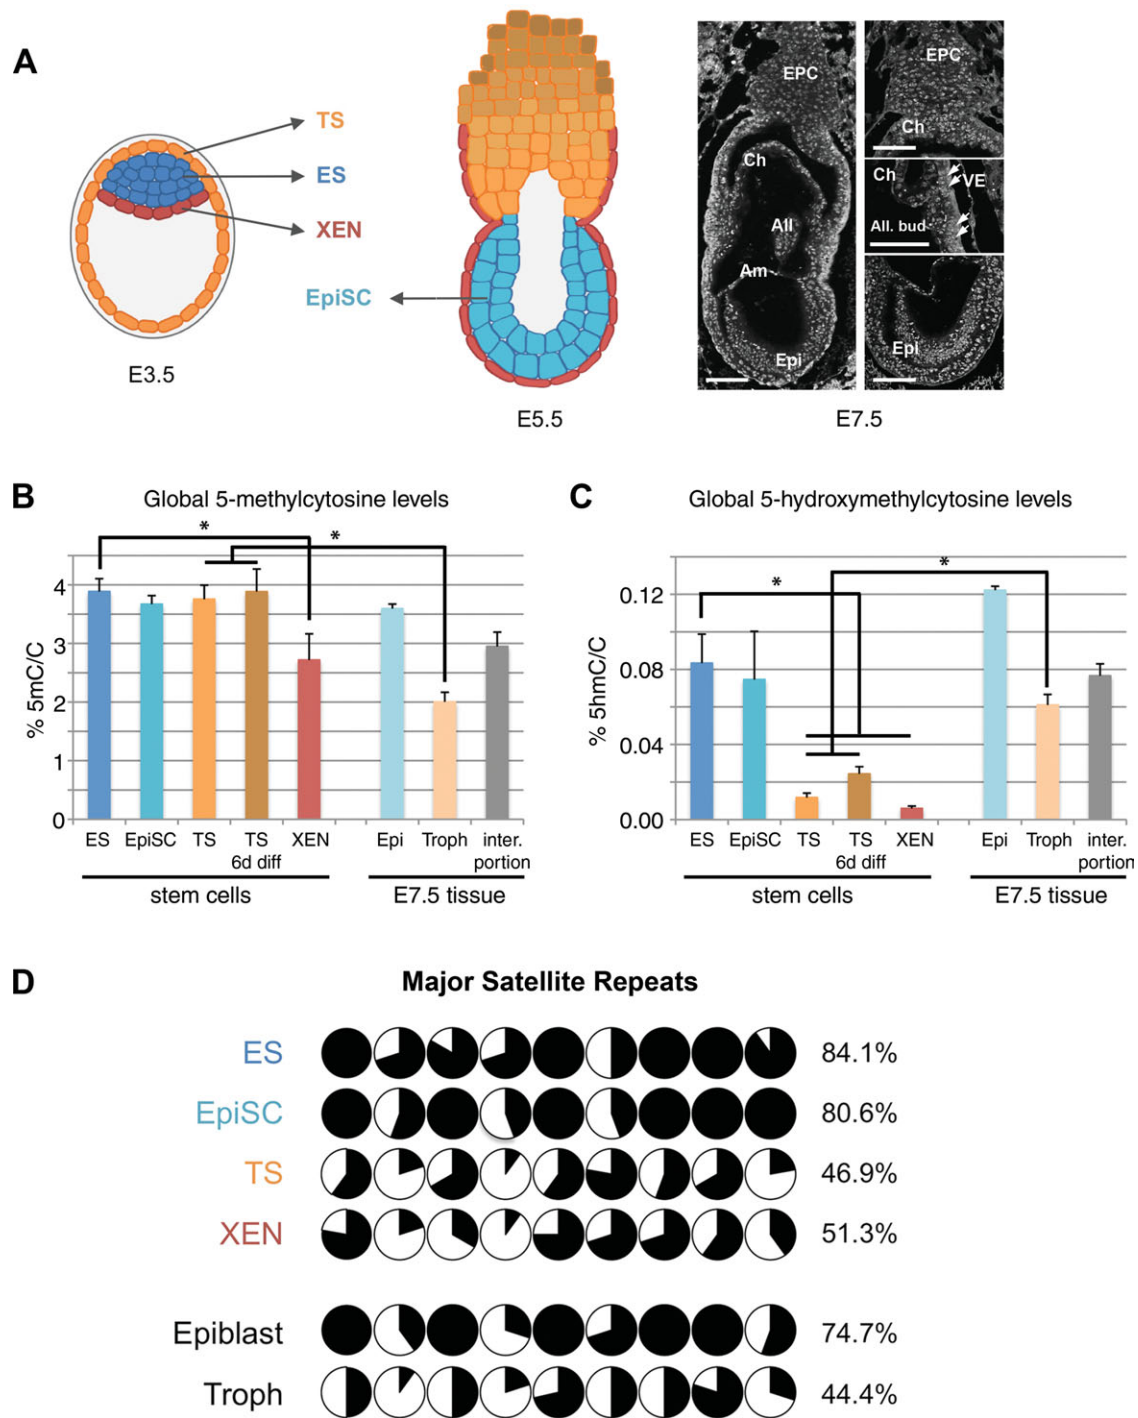 A
TS
ES
XEN
EpiSC
E3.5
E5.5
EPC
Ch
All
Am
Epi
EPC
Ch
Ch
VE
All. bud
Epi
E7.5
B
Global 5-methylcytosine levels
*
*
% 5mC/C
4
3
2
1
0
ES EpiSC TS TS XEN Epi Troph inter.
6d diff portion
stem cells E7.5 tissue
C
Global 5-hydroxymethylcytosine levels
*
*
% 5hmC/C
0.12
0.08
0.04
0.00
ES EpiSC TS TS XEN Epi Troph inter.
6d diff portion
stem cells E7.5 tissue
D
Major Satellite Repeats
ES 84.1%
EpiSC 80.6%
TS 46.9%
XEN 51.3%
Epiblast 74.7%
Troph 44.4%